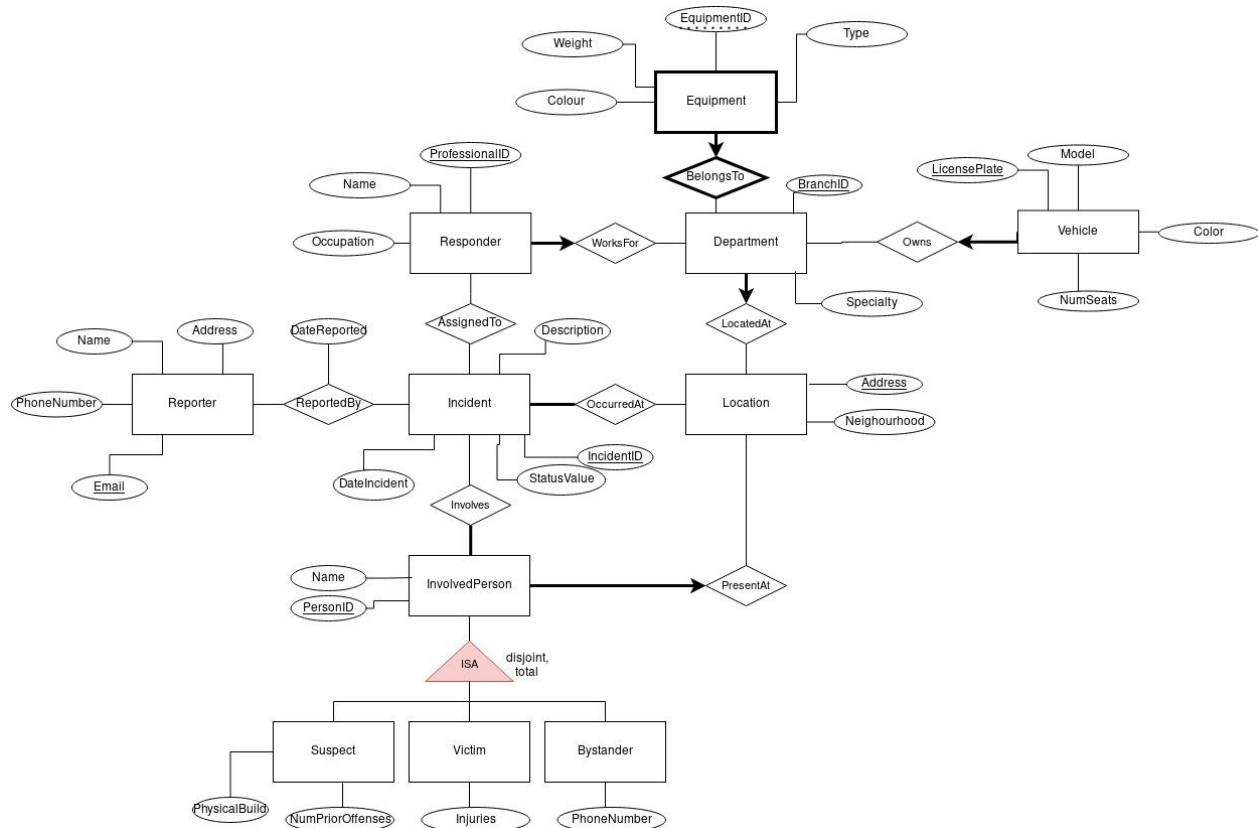 EquipmentID
Type
Weight
Colour
Equipment
ProfessionalID
BelongsTo
BranchID
Model
LicensePlate
Name
Occupation
Responder
WorksFor
Department
Owns
Vehicle
Color
Specialty
NumSeats
AssignedTo
LocatedAt
Address
DateReported
Description
Name
PhoneNumber
Reporter
ReportedBy
Incident
OccurredAt
Location
Address
Neighourhood
Email
DateIncident
IncidentID
StatusValue
Involves
Name
PersonID
InvolvedPerson
PresentAt
ISA
disjoint,
total
Suspect
Victim
Bystander
PhysicalBuild
NumPriorOffenses
Injuries
PhoneNumber